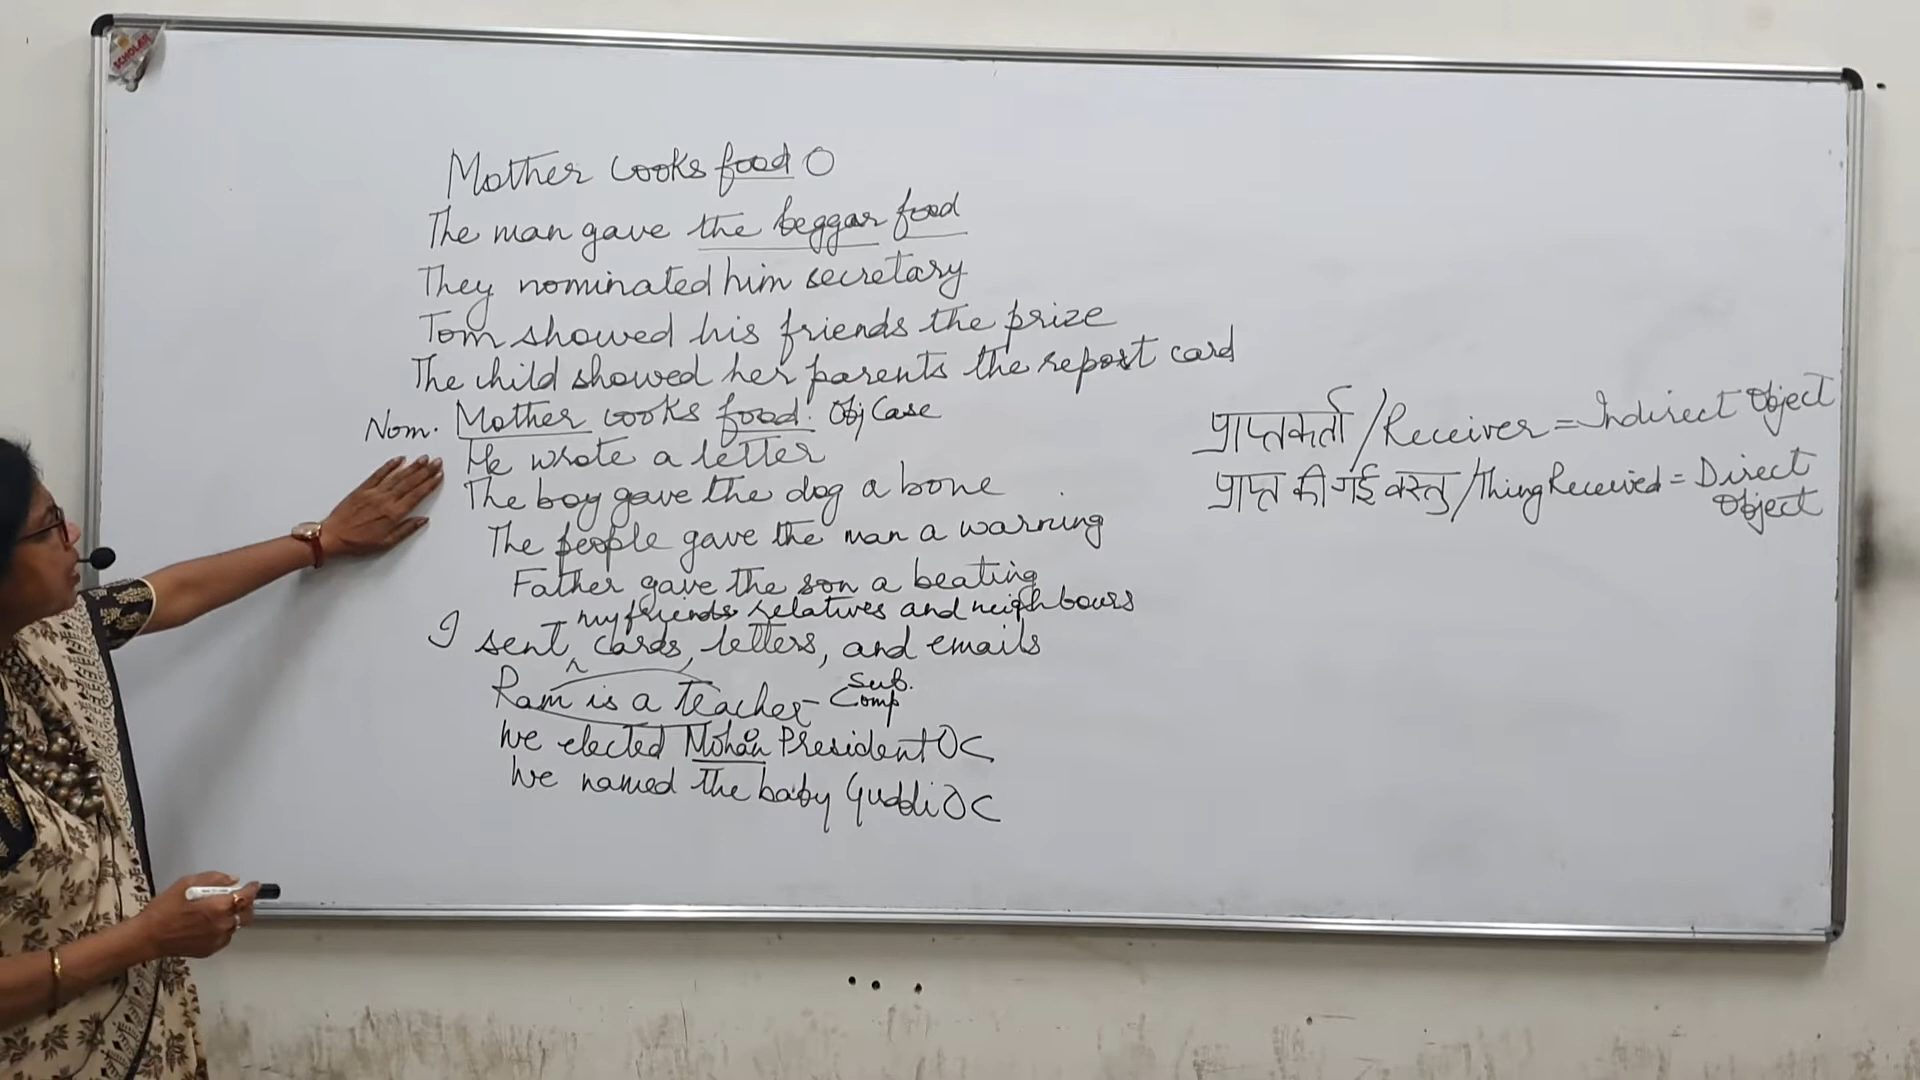 SCHOLAR
Mother cooks food O
The man gave the beggar food
They nominated him secretary
Tom showed his friends the prize
The child showed her parents the report card
Nom. Mother cooks food. Obj Case
He wrote a letter
The boy gave the dog a bone
The people gave the man a warning
Father gave the son a beating
my friends relatives and neighbours
I sent, cards, letters, and emails
Ram is a teacher - Sub. Comp
We elected Mohan President OC
We named the baby Guddi OC
प्राप्तकर्ता / Receiver = Indirect Object
प्राप्त की गई वस्तु / Thing Received = Direct
Object